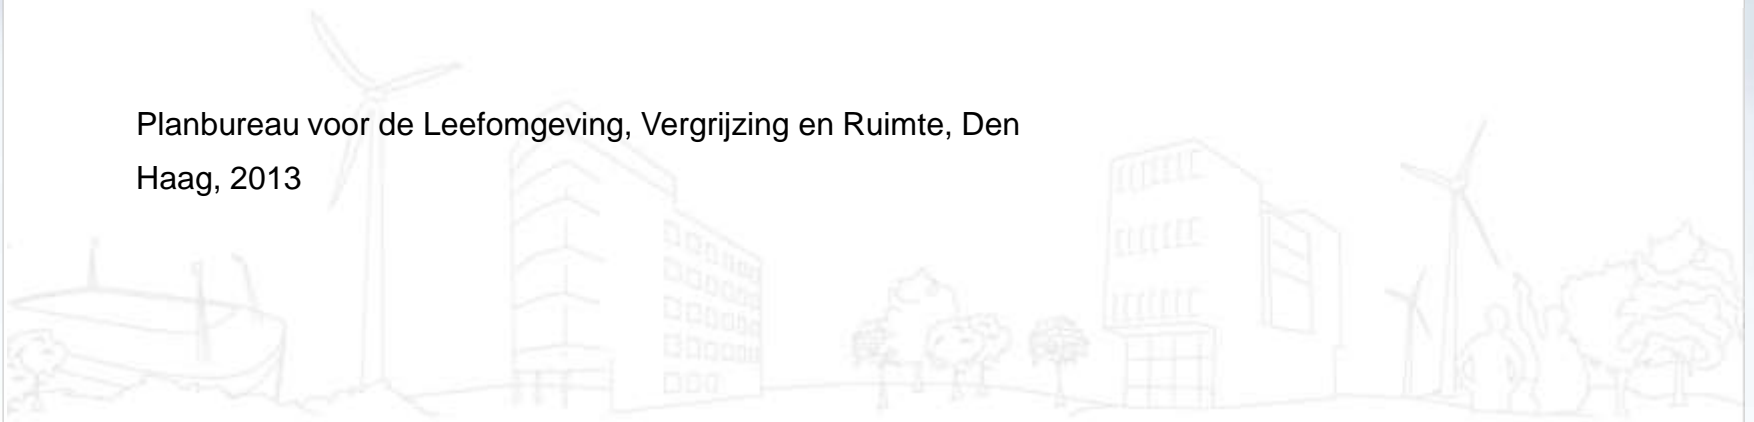 Planbureau voor de Leefomgeving, Vergrijzing en Ruimte, Den
Haag, 2013